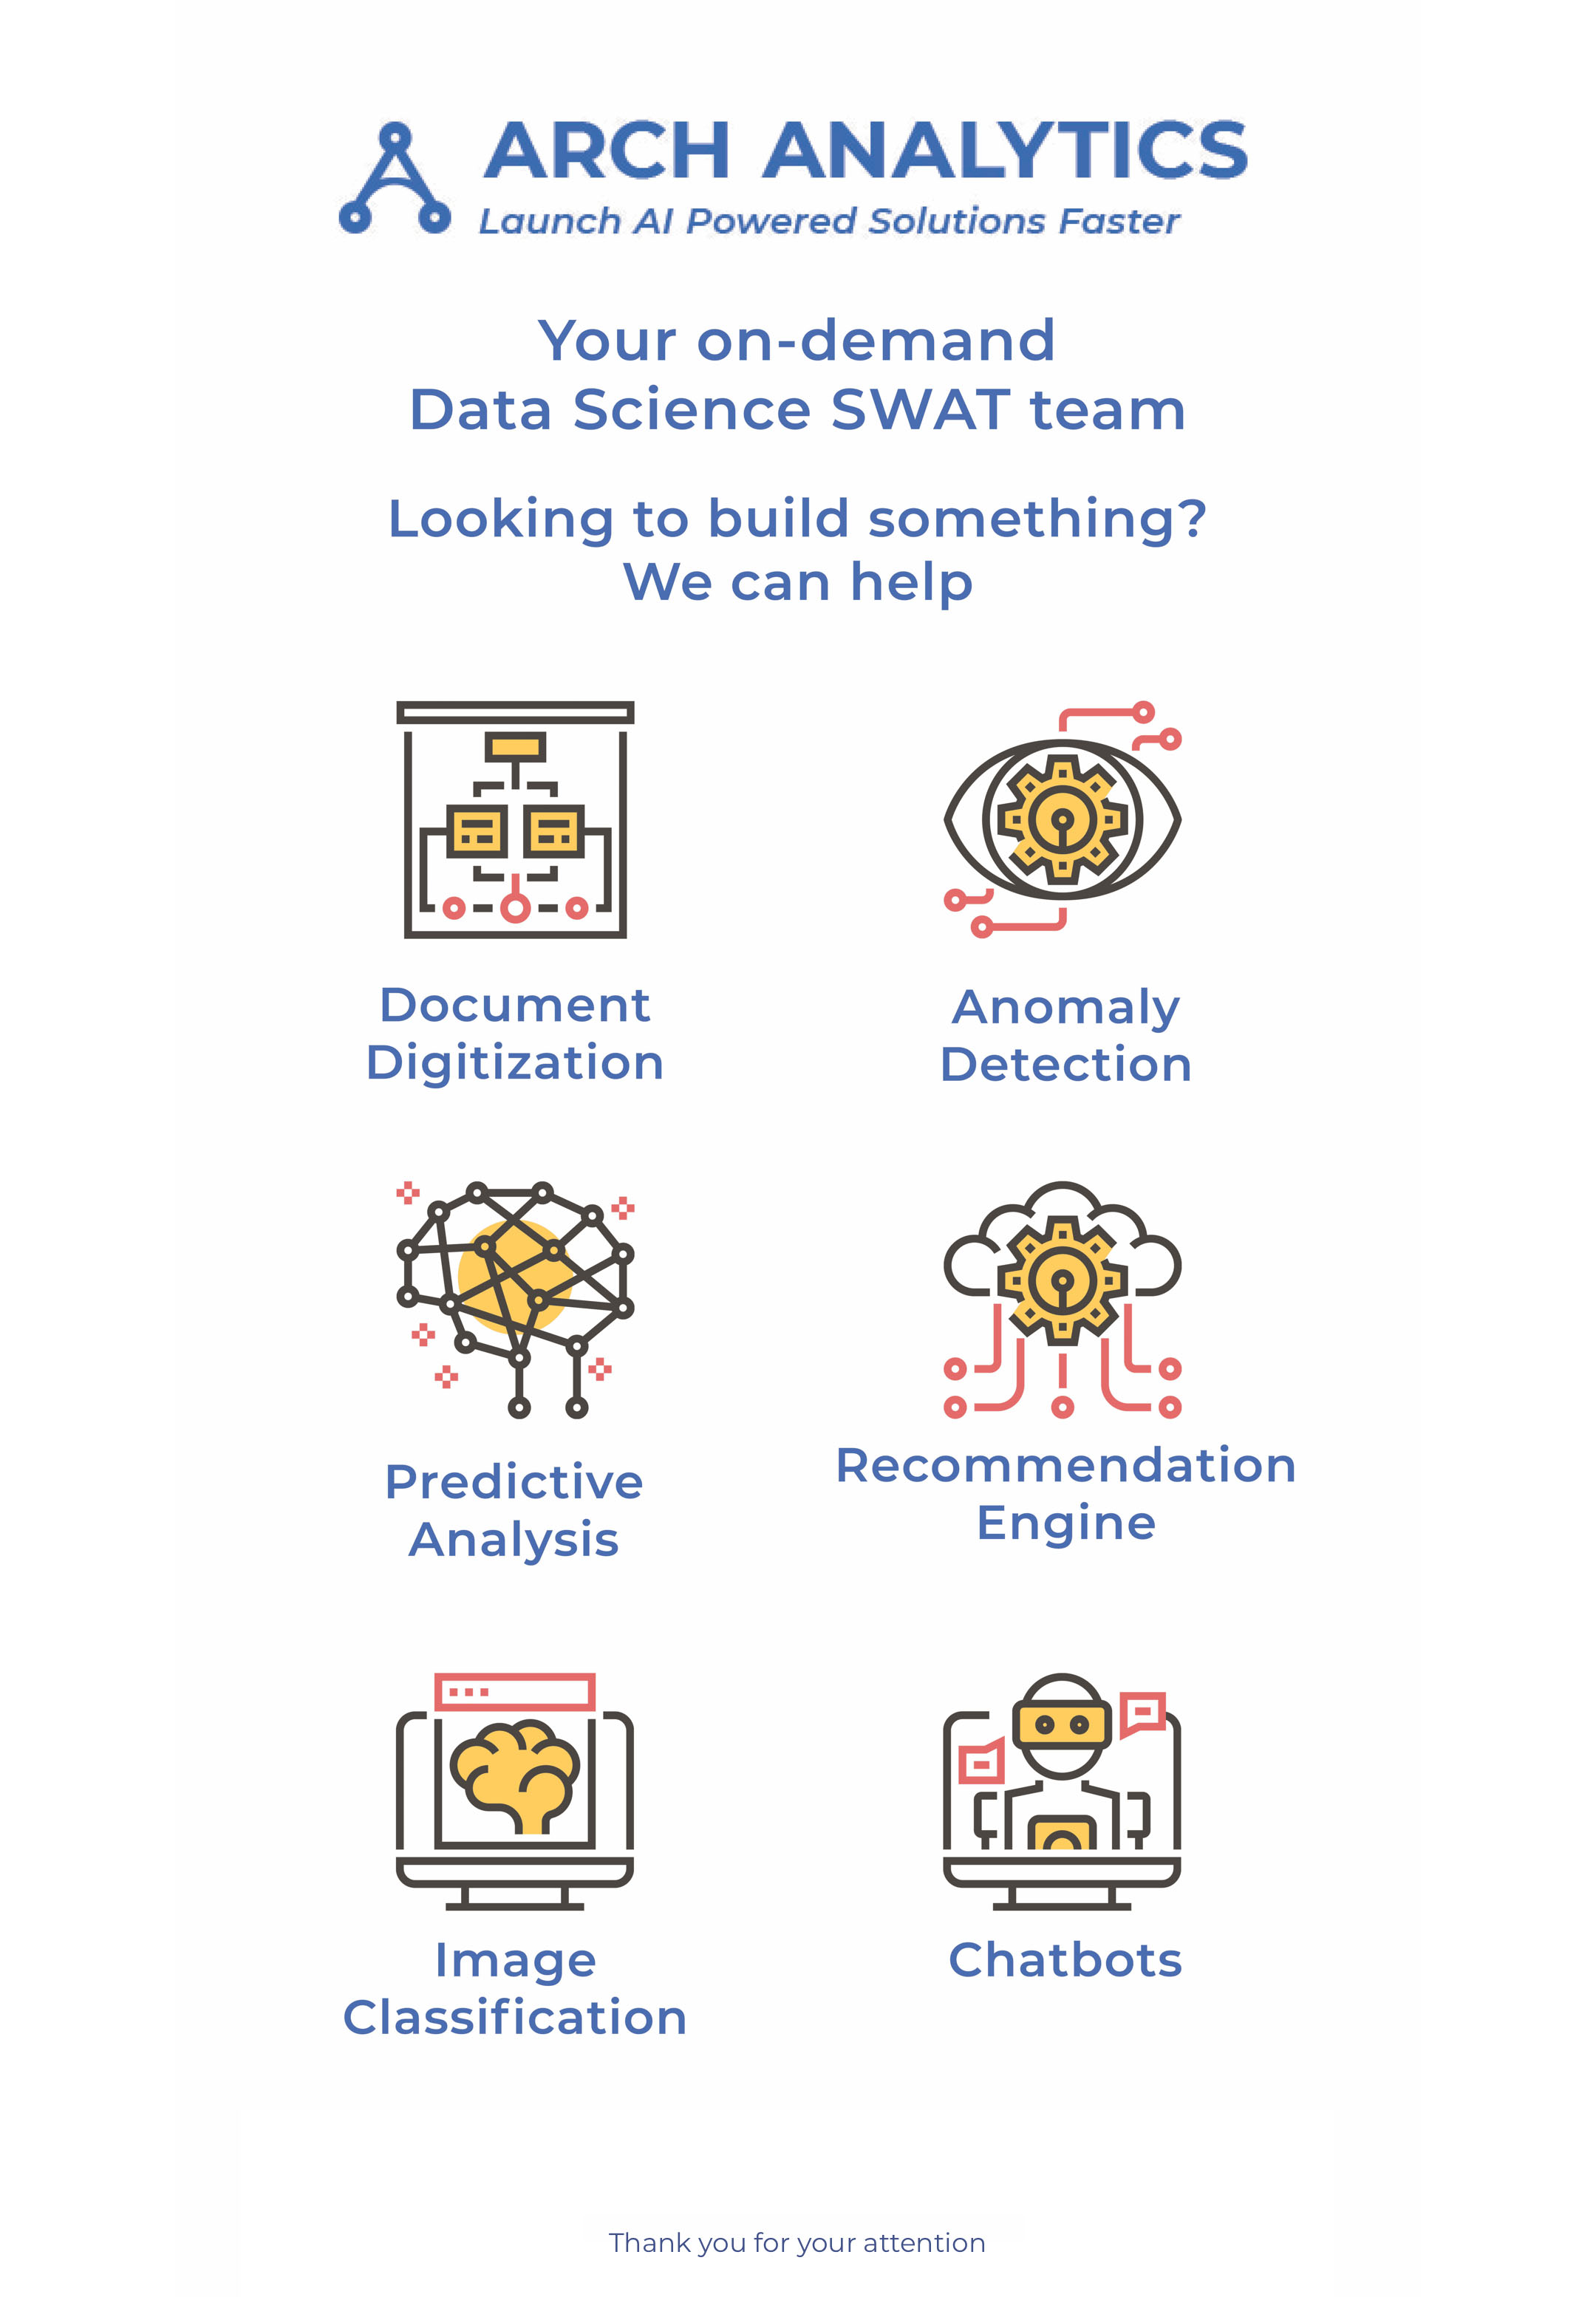 ARCH ANALYTICS
Launch AI Powered Solutions Faster
Your on-demand
Data Science SWAT team
Looking to build something?
We can help
Document
Digitization
Anomaly
Detection
Predictive
Analysis
Recommendation
Engine
Image
Classification
Chatbots
Thank you for your attention